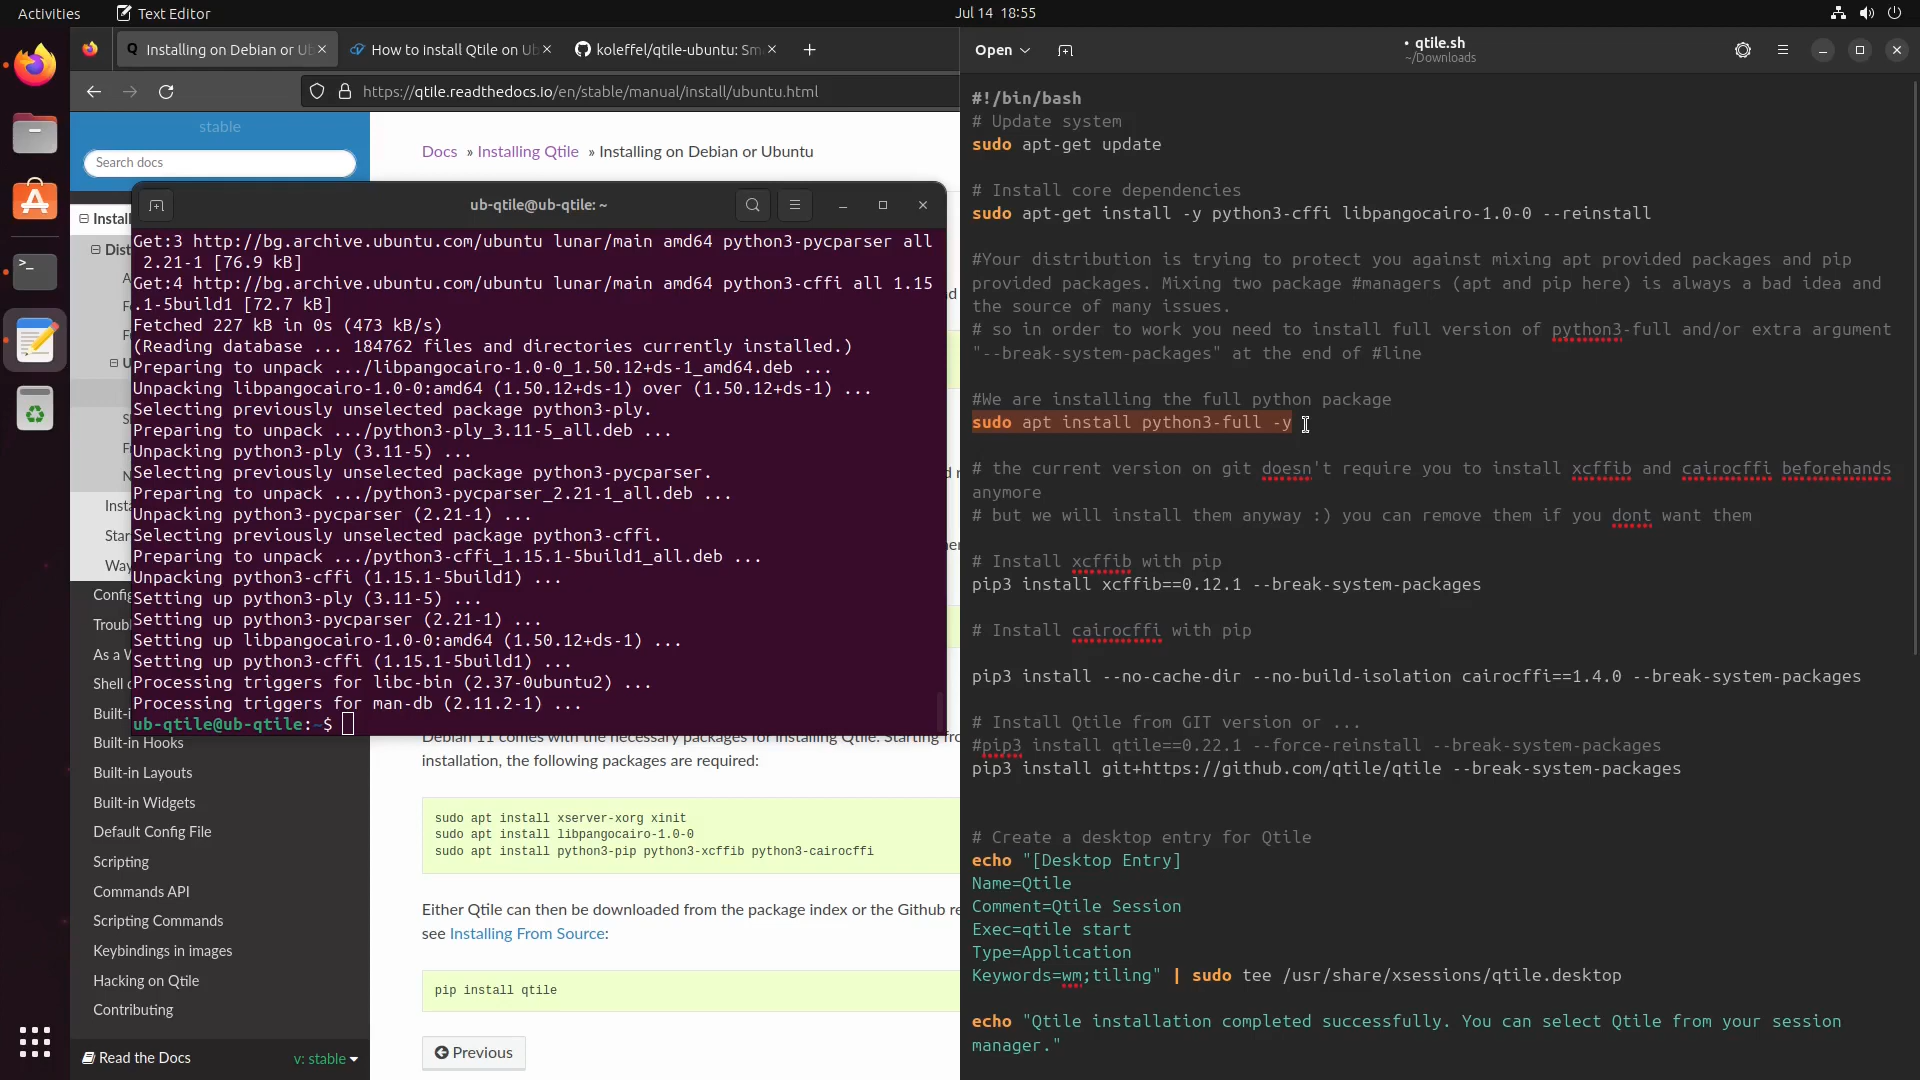 Activities
Text Editor
Jul 14 18:55
Installing on Debian or Ub
How to install Qtile on Ub
koleffel/qtile-ubuntu: Sm
https://qtile.readthedocs.io/en/stable/manual/install/ubuntu.html
stable
Search docs
Docs » Installing Qtile » Installing on Debian or Ubuntu
Install
Dist
Insta
Star
Way
Config
Troub
As a W
Shell
Built-i
Built-in Hooks
Built-in Layouts
Built-in Widgets
Default Config File
Scripting
Commands API
Scripting Commands
Keybindings in images
Hacking on Qtile
Contributing
Read the Docs
v: stable
ub-qtile@ub-qtile: ~
Get:3 http://bg.archive.ubuntu.com/ubuntu lunar/main amd64 python3-pycparser all
2.21-1 [76.9 kB]
Get:4 http://bg.archive.ubuntu.com/ubuntu lunar/main amd64 python3-cffi all 1.15
.1-5build1 [72.7 kB]
Fetched 227 kB in 0s (473 kB/s)
(Reading database ... 184762 files and directories currently installed.)
Preparing to unpack .../libpangocairo-1.0-0_1.50.12+ds-1_amd64.deb ...
Unpacking libpangocairo-1.0-0:amd64 (1.50.12+ds-1) over (1.50.12+ds-1) ...
Selecting previously unselected package python3-ply.
Preparing to unpack .../python3-ply_3.11-5_all.deb ...
Unpacking python3-ply (3.11-5) ...
Selecting previously unselected package python3-pycparser.
Preparing to unpack .../python3-pycparser_2.21-1_all.deb ...
Unpacking python3-pycparser (2.21-1) ...
Selecting previously unselected package python3-cffi.
Preparing to unpack .../python3-cffi_1.15.1-5build1_all.deb ...
Unpacking python3-cffi (1.15.1-5build1) ...
Setting up python3-ply (3.11-5) ...
Setting up python3-pycparser (2.21-1) ...
Setting up libpangocairo-1.0-0:amd64 (1.50.12+ds-1) ...
Setting up python3-cffi (1.15.1-5build1) ...
Processing triggers for libc-bin (2.37-0ubuntu2) ...
Processing triggers for man-db (2.11.2-1) ...
ub-qtile@ub-qtile:~$
Debian 11 comes with the necessary packages for installing Qtile. Starting fro
installation, the following packages are required:
sudo apt install xserver-xorg xinit
sudo apt install libpangocairo-1.0-0
sudo apt install python3-pip python3-xcffib python3-cairocffi
Either Qtile can then be downloaded from the package index or the Github re
see Installing From Source:
pip install qtile
Previous
Open
• qtile.sh
~/Downloads
#!/bin/bash
# Update system
sudo apt-get update
# Install core dependencies
sudo apt-get install -y python3-cffi libpangocairo-1.0-0 --reinstall
#Your distribution is trying to protect you against mixing apt provided packages and pip
provided packages. Mixing two package #managers (apt and pip here) is always a bad idea and
the source of many issues.
# so in order to work you need to install full version of python3-full and/or extra argument
"--break-system-packages" at the end of #line
#We are installing the full python package
sudo apt install python3-full -y
# the current version on git doesn't require you to install xcffib and cairocffi beforehands
anymore
# but we will install them anyway :) you can remove them if you dont want them
# Install xcffib with pip
pip3 install xcffib==0.12.1 --break-system-packages
# Install cairocffi with pip
pip3 install --no-cache-dir --no-build-isolation cairocffi==1.4.0 --break-system-packages
# Install Qtile from GIT version or ...
#pip3 install qtile==0.22.1 --force-reinstall --break-system-packages
pip3 install git+https://github.com/qtile/qtile --break-system-packages
# Create a desktop entry for Qtile
echo "[Desktop Entry]
Name=Qtile
Comment=Qtile Session
Exec=qtile start
Type=Application
Keywords=wm;tiling" | sudo tee /usr/share/xsessions/qtile.desktop
echo "Qtile installation completed successfully. You can select Qtile from your session
manager."